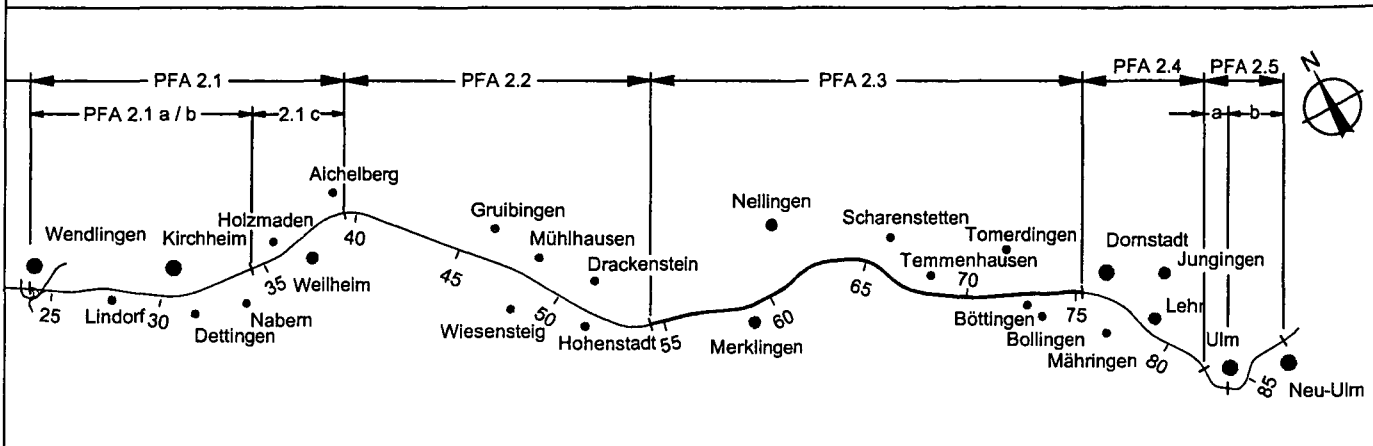 PFA 2.1
PFA 2.2
PFA 2.3
PFA 2.4
PFA 2.5
N
PFA 2.1 a / b
2.1 c
a
b
Aichelberg
Wendlingen
Kirchheim
Holzmaden
40
Gruibingen
Mühlhausen
Drackenstein
Nellingen
Scharenstetten
Tomerdingen
Temmenhausen
70
Dornstadt
Jungingen
35
Weilheim
45
50
65
25
Lindorf
30
Dettingen
Nabern
Wiesensteig
Hohenstadt
55
60
Merklingen
Böttingen
Bollingen
75
Mähringen
Lehr
80
Ulm
85
Neu-Ulm